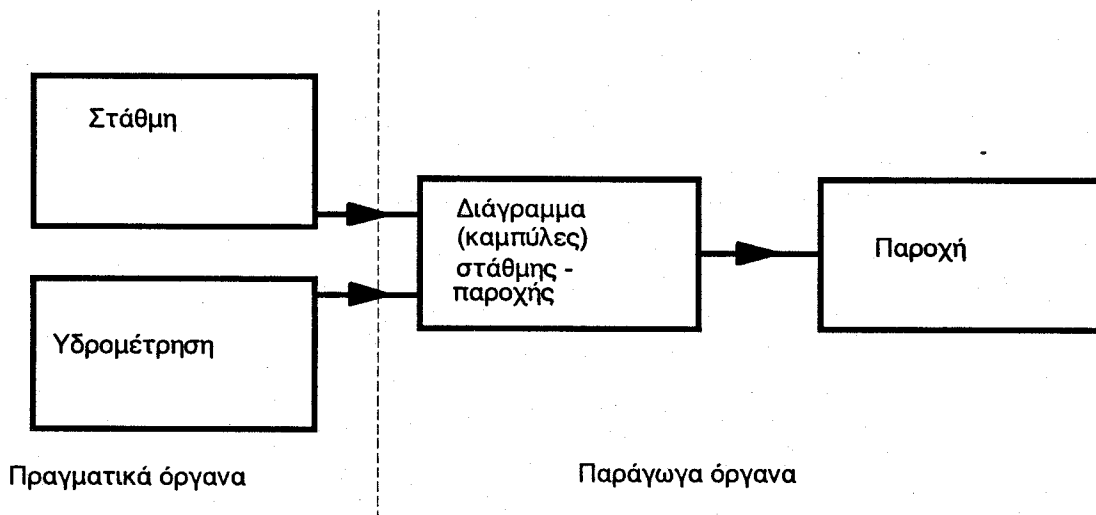 Στάθμη
Υδρομέτρηση
Διάγραμμα
(καμπύλες)
στάθμης -
παροχής
Παροχή
Πραγματικά όργανα
Παράγωγα όργανα